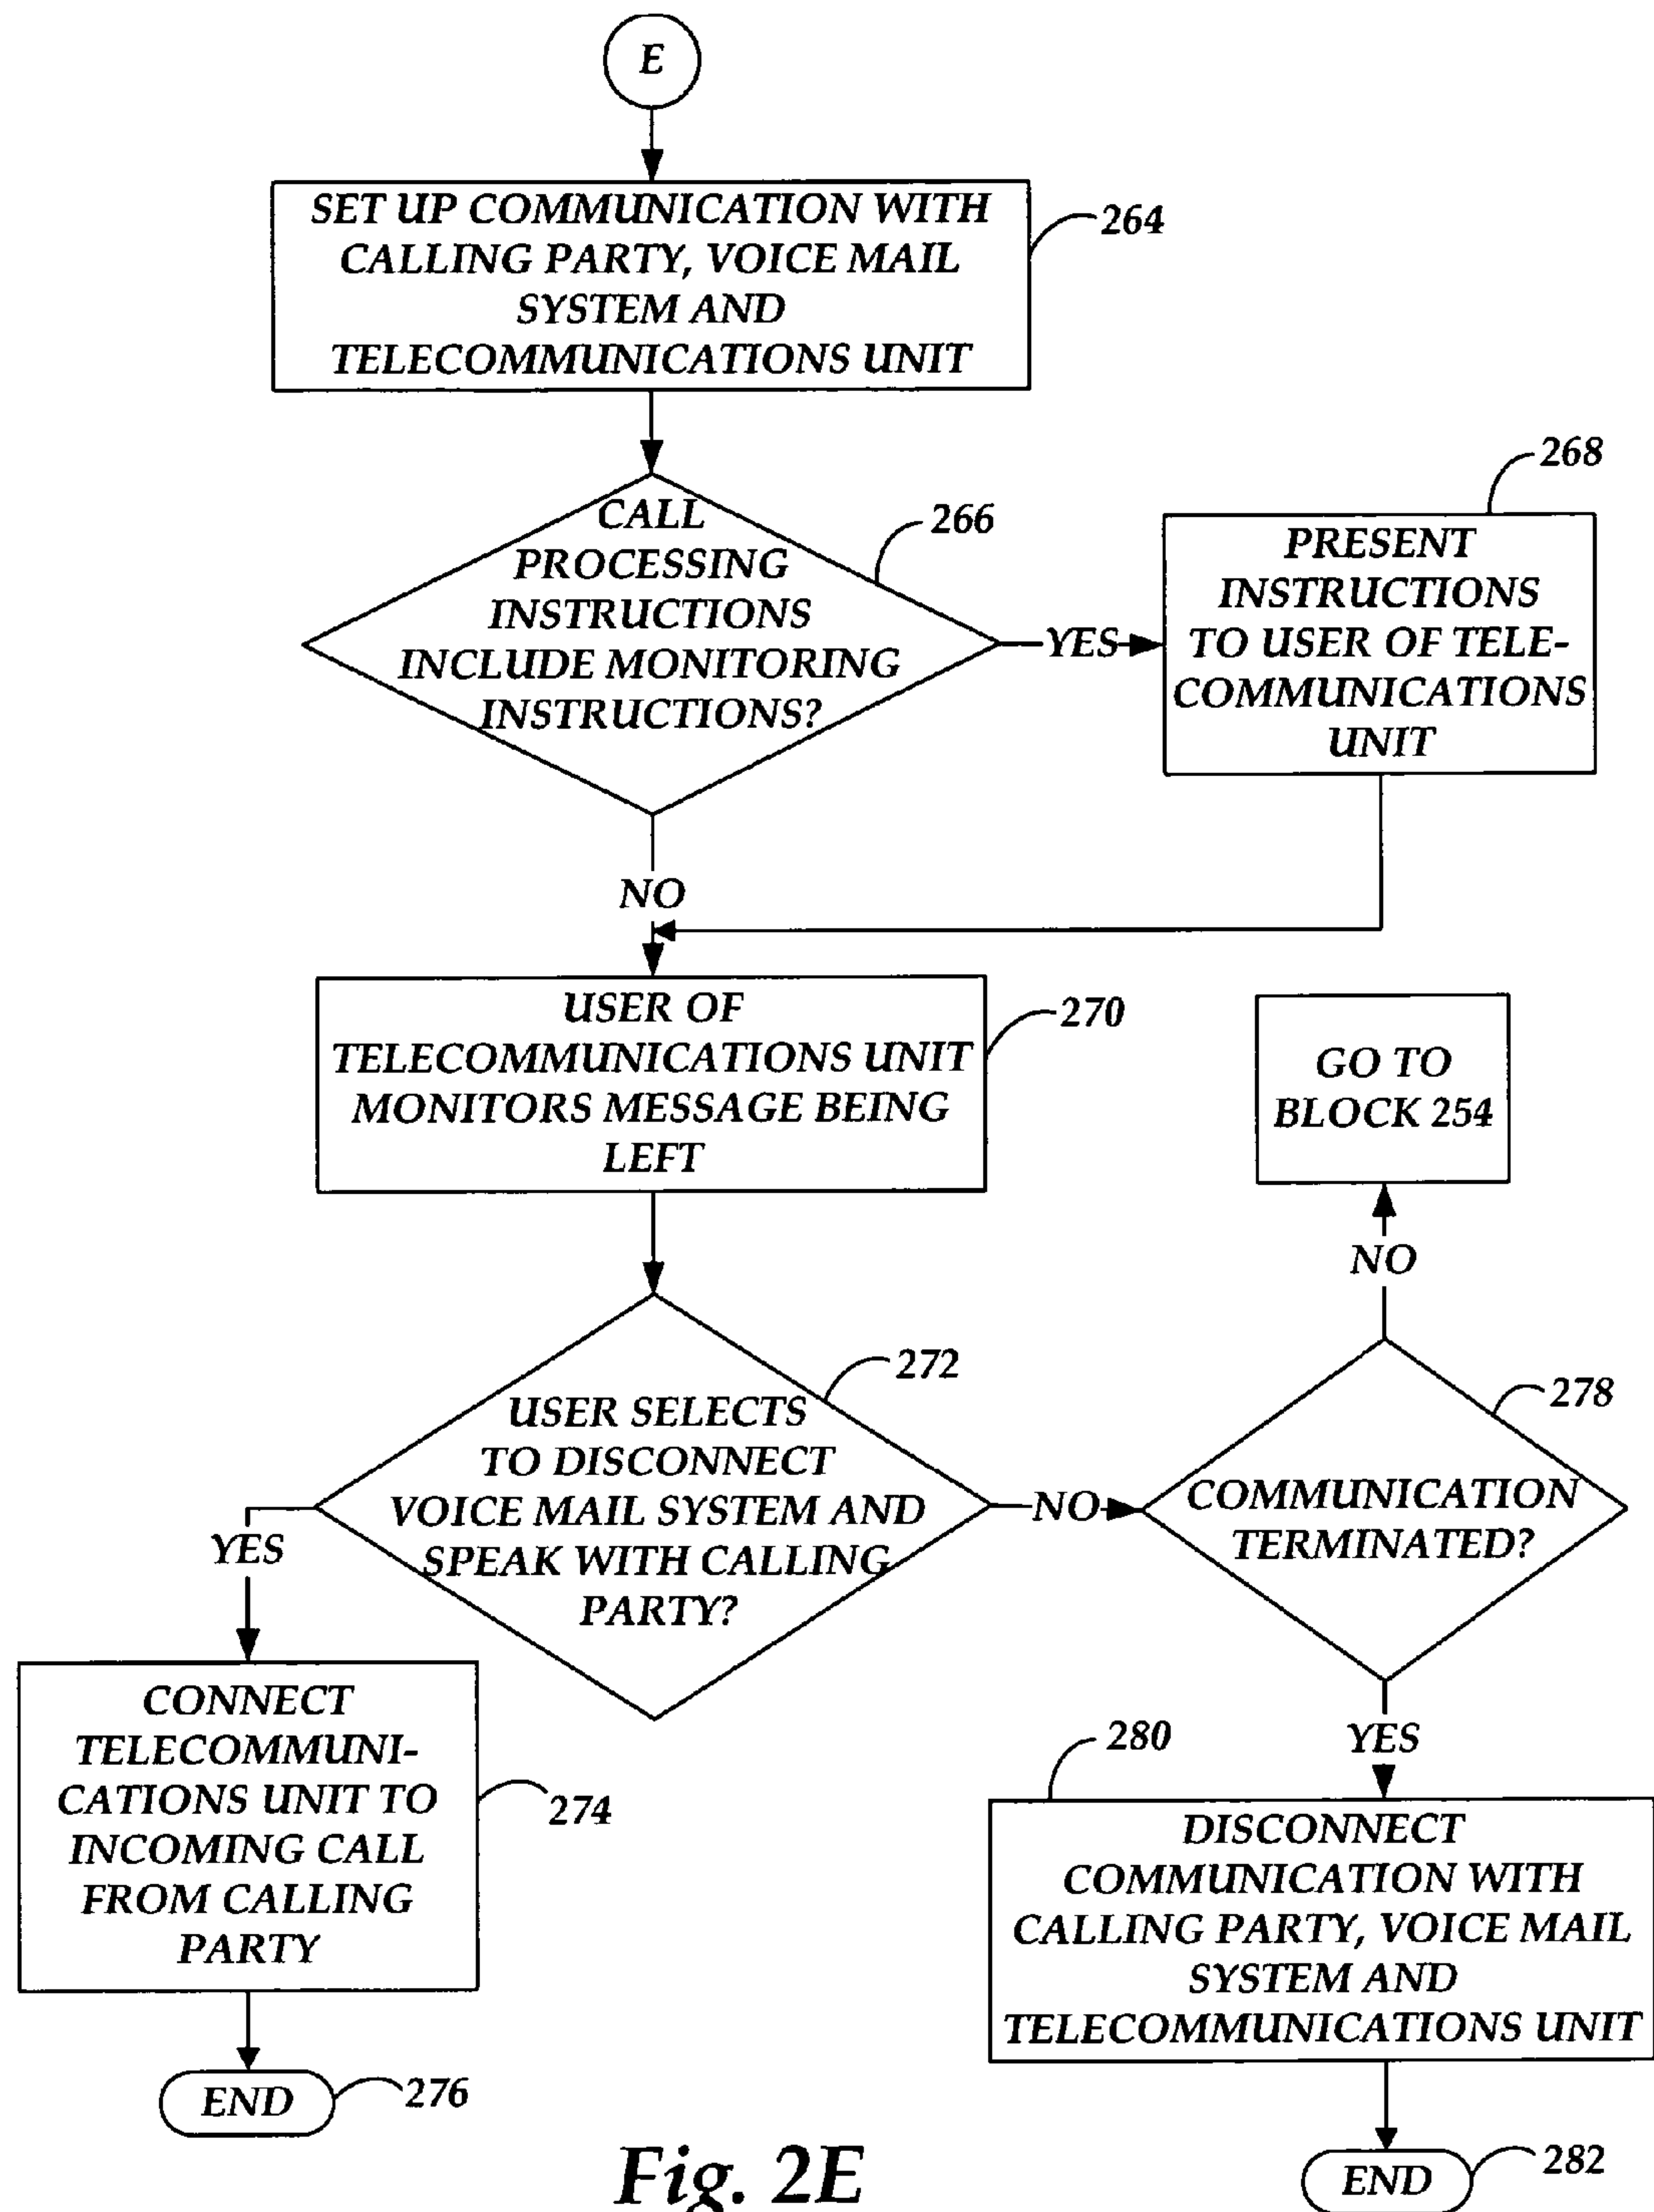 E
SET UP COMMUNICATION WITH
CALLING PARTY, VOICE MAIL
SYSTEM AND
TELECOMMUNICATIONS UNIT
264
CALL
PROCESSING
INSTRUCTIONS
INCLUDE MONITORING
INSTRUCTIONS?
266
YES
268
PRESENT
INSTRUCTIONS
TO USER OF TELE-
COMMUNICATIONS
UNIT
NO
USER OF
TELECOMMUNICATIONS UNIT
MONITORS MESSAGE BEING
LEFT
270
GO TO
BLOCK 254
NO
USER SELECTS
TO DISCONNECT
VOICE MAIL SYSTEM AND
SPEAK WITH CALLING
PARTY?
272
NO
278
COMMUNICATION
TERMINATED?
YES
CONNECT
TELECOMMUNI-
CATIONS UNIT TO
INCOMING CALL
FROM CALLING
PARTY
274
YES
280
DISCONNECT
COMMUNICATION WITH
CALLING PARTY, VOICE MAIL
SYSTEM AND
TELECOMMUNICATIONS UNIT
END
276
END
282
Fig. 2E